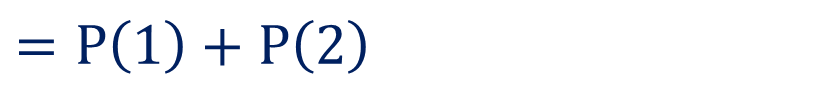 = P(1) + P(2)